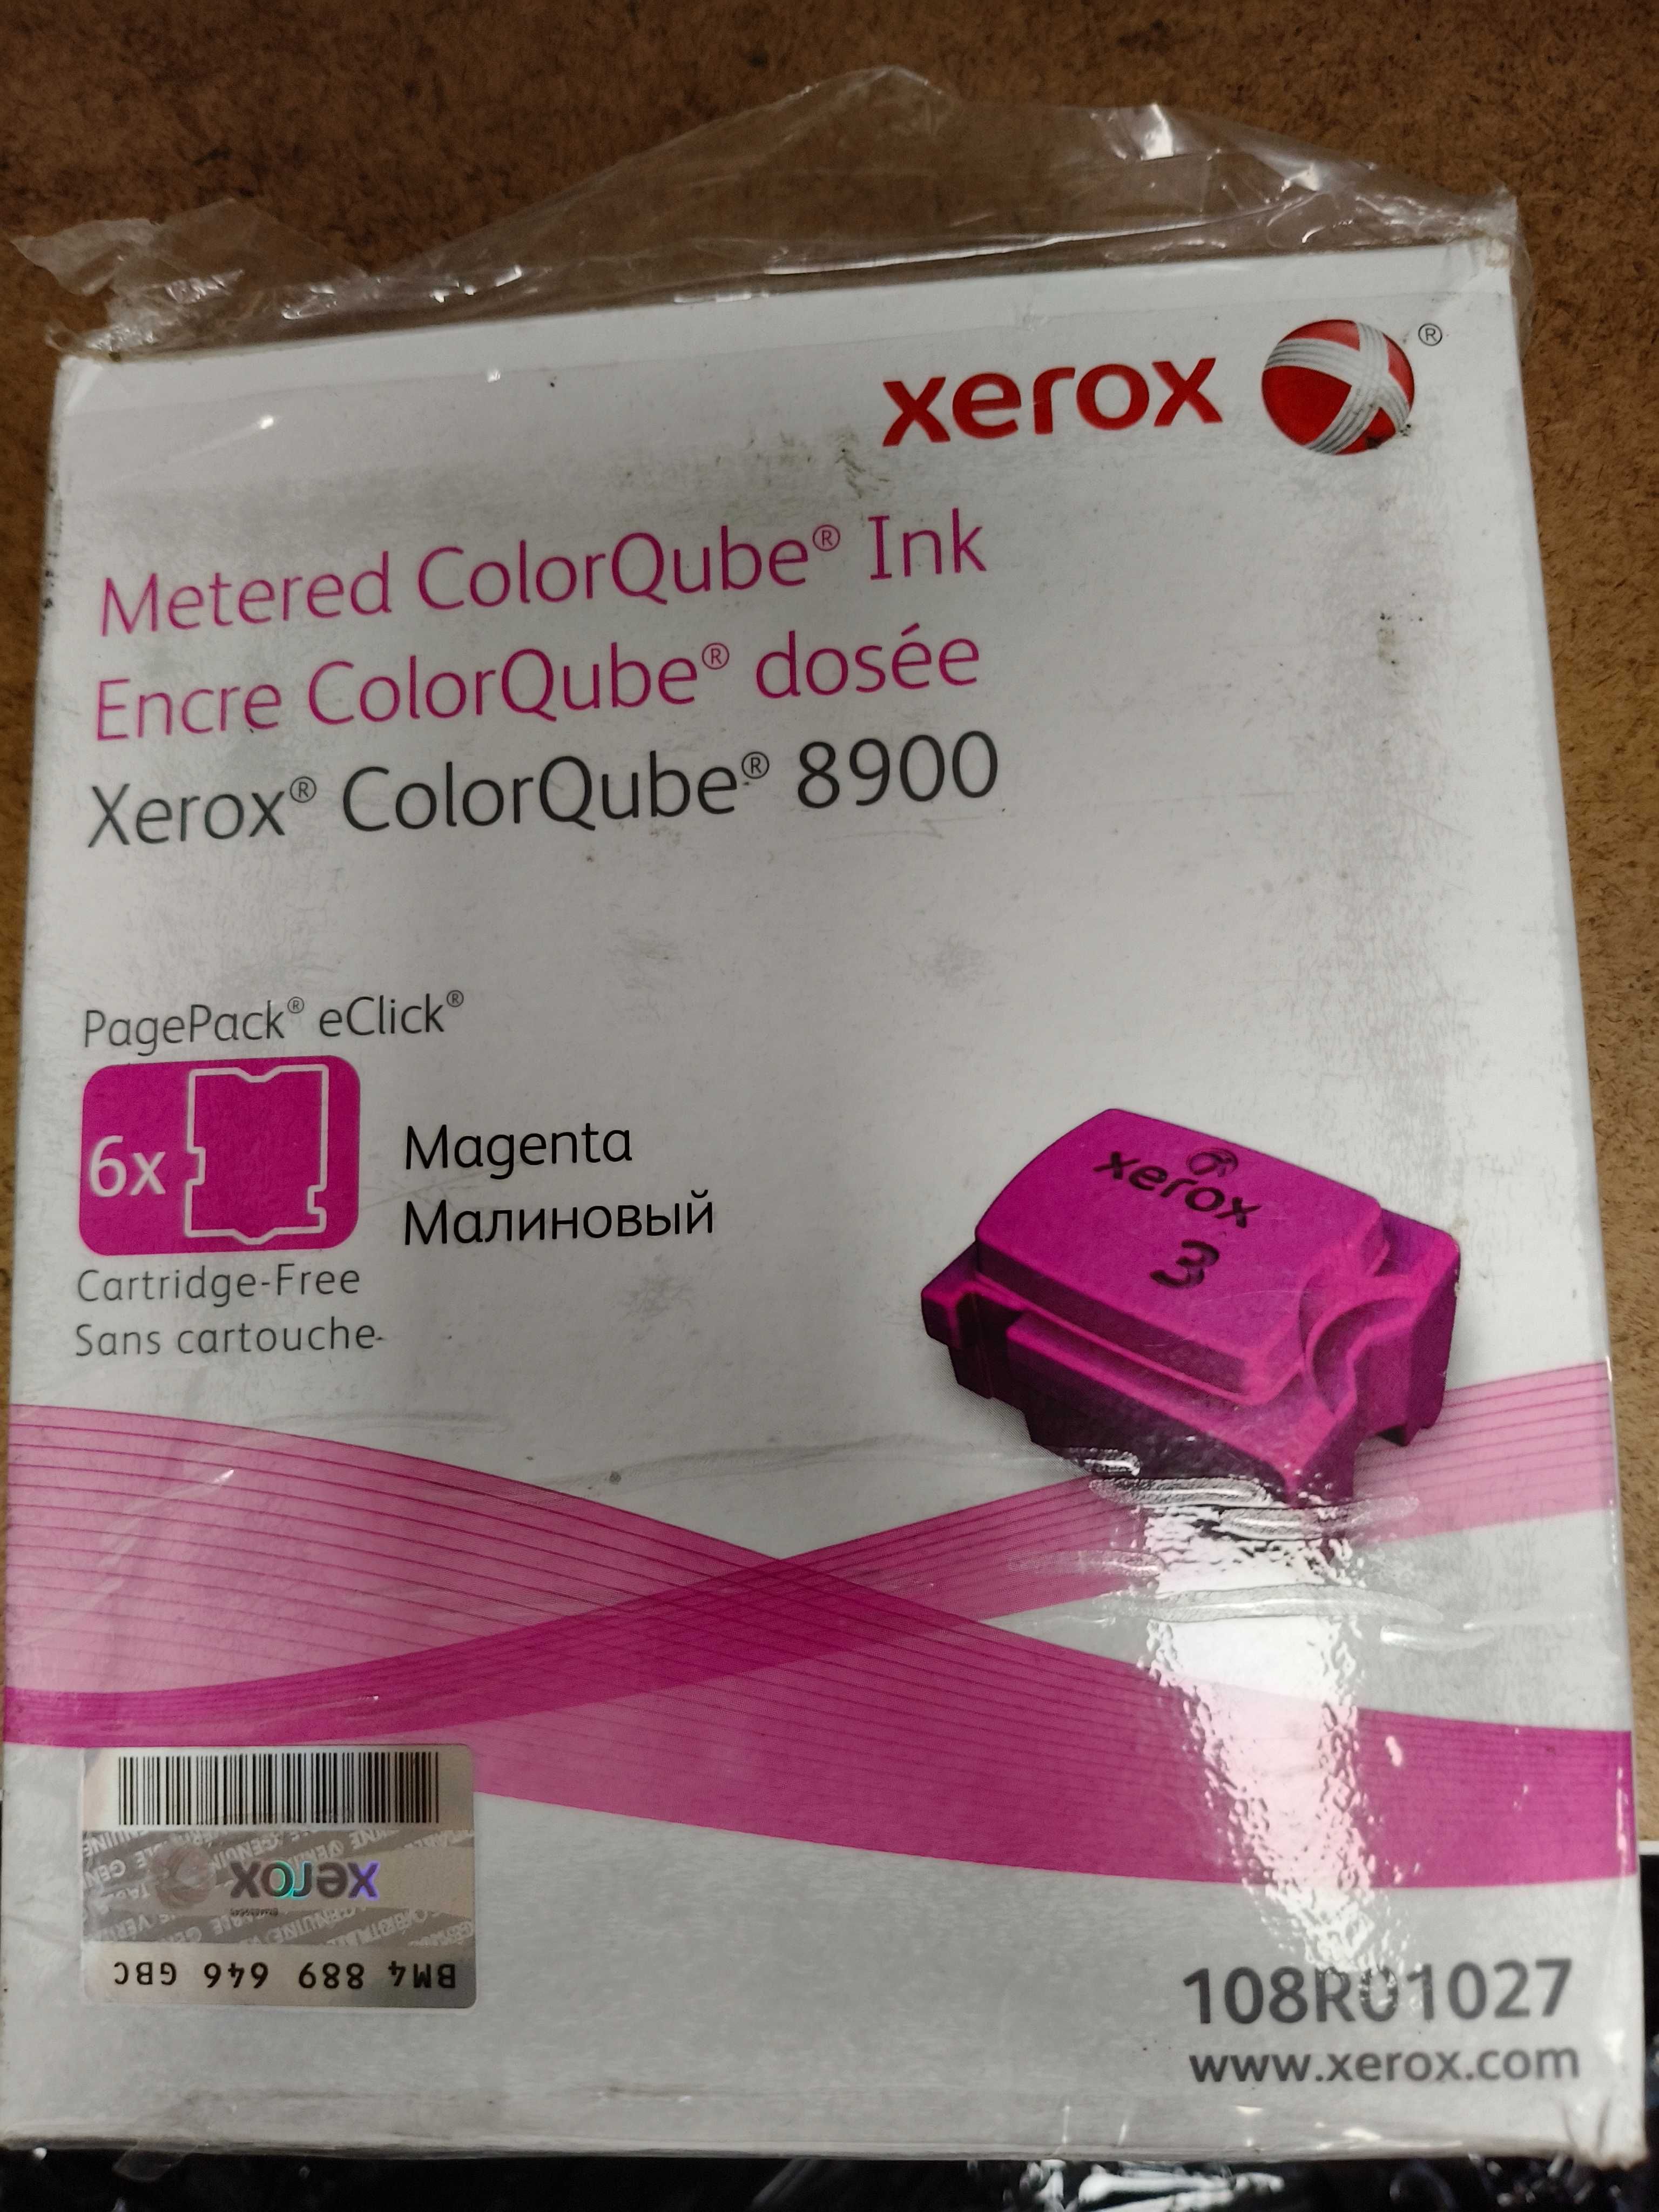 xerox ®
Metered ColorQube® Ink
Encre ColorQube® dosée
Xerox® ColorQube® 8900
PagePack® eClick®
6x
Magenta
Малиновый
Cartridge-Free
Sans cartouche
xerox
3
xerox
BM4 889 646 GBC
108R01027
www.xerox.com